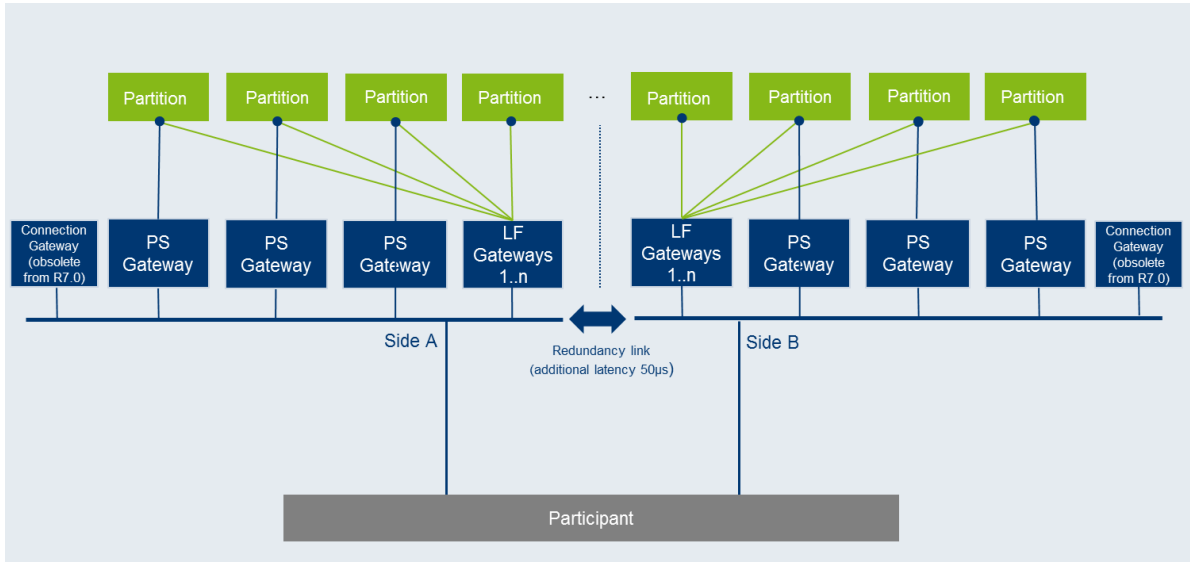 Partition
Partition
Partition
Partition
...
Partition
Partition
Partition
Partition
Connection
Gateway
(obsolete
from R7.0)
PS
Gateway
PS
Gateway
PS
Gateway
LF
Gateways
1..n
LF
Gateways
1..n
PS
Gateway
PS
Gateway
PS
Gateway
Connection
Gateway
(obsolete
from R7.0)
Side A
Redundancy link
(additional latency 50µs)
Side B
Participant